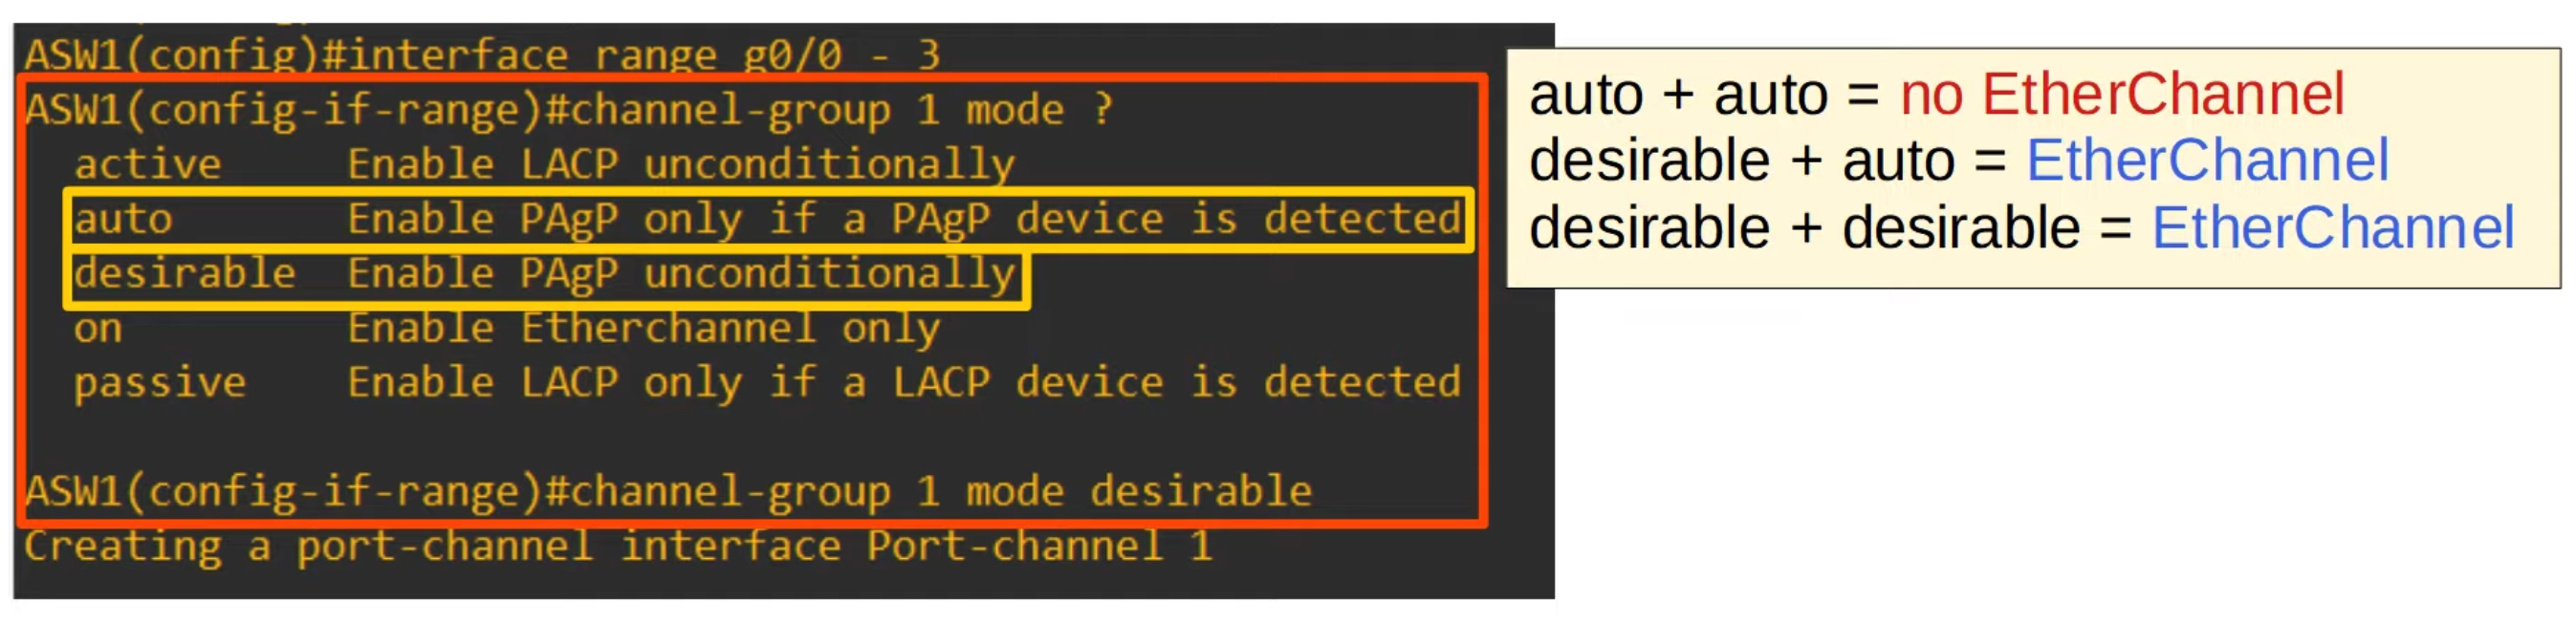 ASW1(config)#interface range g0/0 - 3
ASW1(config-if-range)#channel-group 1 mode ?
active Enable LACP unconditionally
auto Enable PAgP only if a PAgP device is detected
desirable Enable PAgP unconditionally
on Enable Etherchannel only
passive Enable LACP only if a LACP device is detected
ASW1(config-if-range)#channel-group 1 mode desirable
Creating a port-channel interface Port-channel 1
auto + auto = no EtherChannel
desirable + auto = EtherChannel
desirable + desirable = EtherChannel